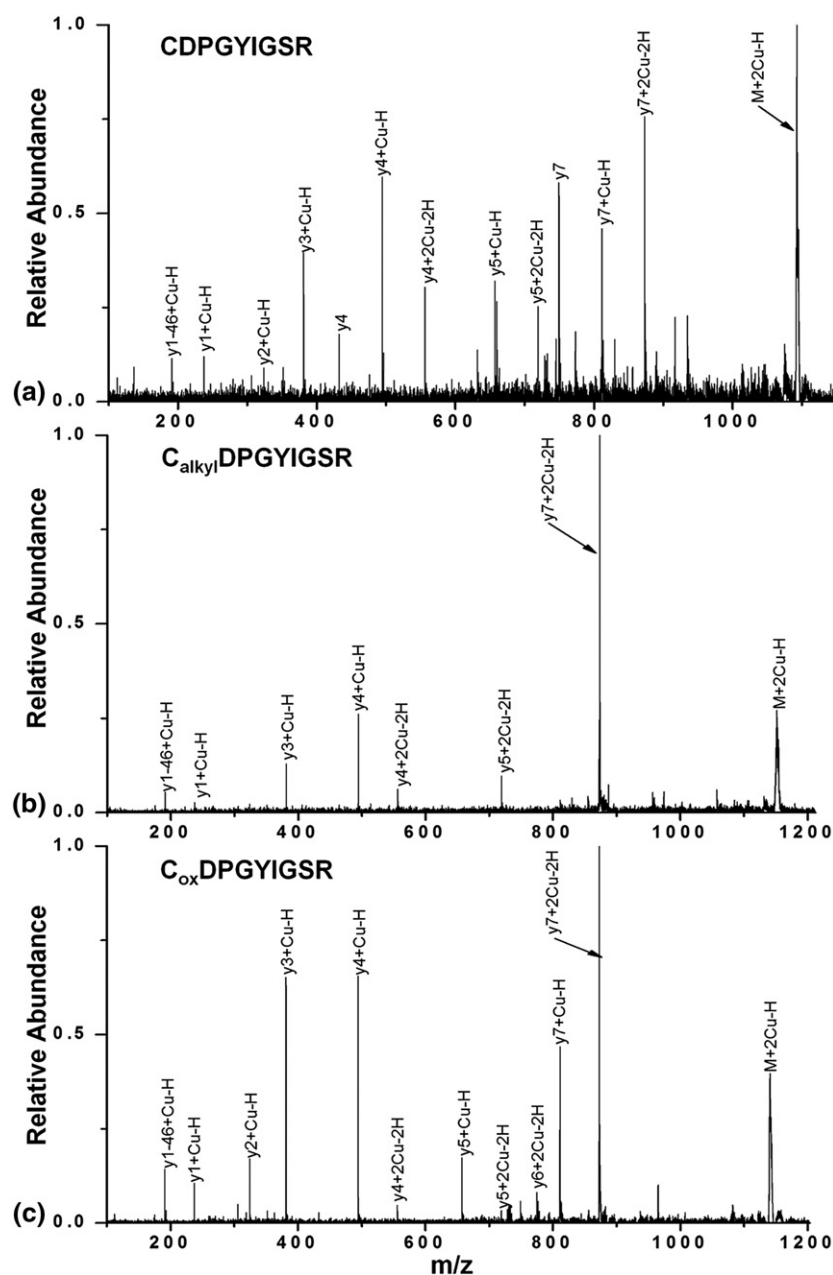 CDPGYIGSR
Relative Abundance
1.0
0.5
0.0
y1-46+Cu-H
y1+Cu-H
y2+Cu-H
y3+Cu-H
y4
y4+Cu-H
y4+2Cu-2H
y5+Cu-H
y5+2Cu-2H
y7
y7+Cu-H
y7+2Cu-2H
M+2Cu-H
(a)
200 400 600 800 1000
CalkylDPGYIGSR
Relative Abundance
1.0
0.5
0.0
y1-46+Cu-H
y1+Cu-H
y3+Cu-H
y4+Cu-H
y4+2Cu-2H
y5+2Cu-2H
y7+2Cu-2H
M+2Cu-H
(b)
200 400 600 800 1000 1200
CoxDPGYIGSR
Relative Abundance
1.0
0.5
0.0
y1-46+Cu-H
y1+Cu-H
y2+Cu-H
y3+Cu-H
y4+Cu-H
y4+2Cu-2H
y5+Cu-H
y5+2Cu-2H
y6+2Cu-2H
y7+Cu-H
y7+2Cu-2H
M+2Cu-H
(c)
200 400 600 800 1000 1200
m/z